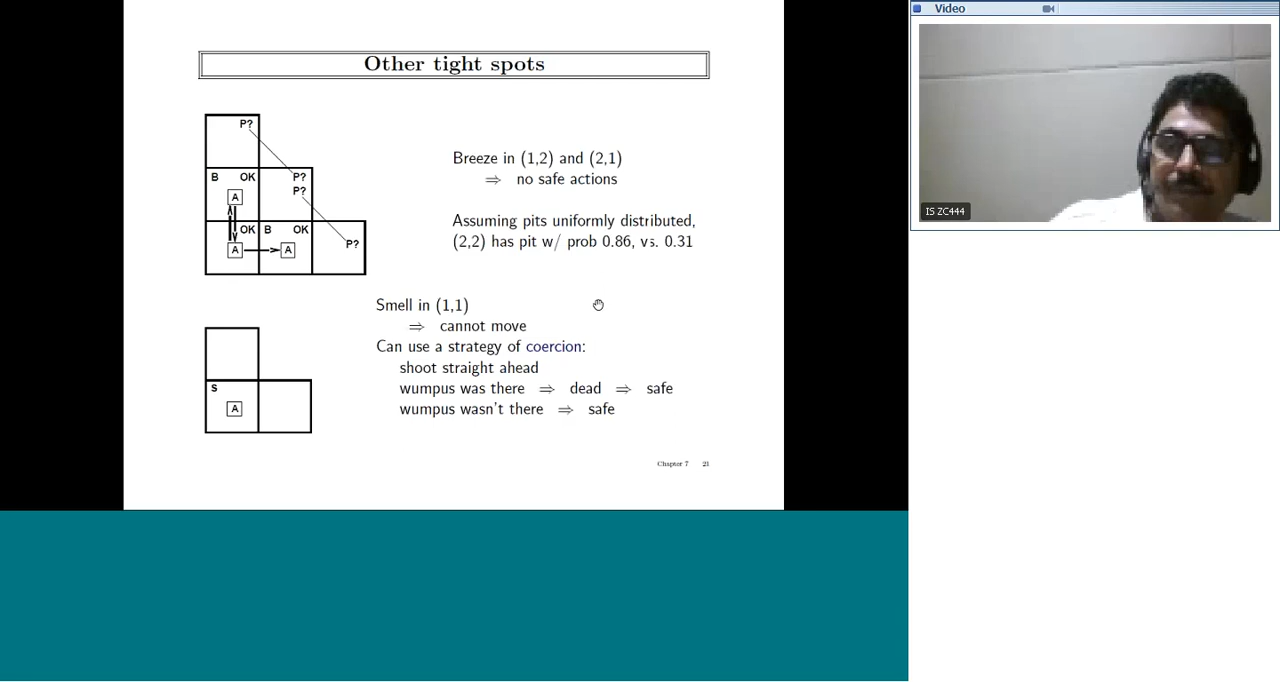 Video
Other tight spots
P?
B OK P?
P?
A
OK B OK P?
A A
Breeze in (1,2) and (2,1)
⇒ no safe actions
Assuming pits uniformly distributed,
(2,2) has pit w/ prob 0.86, vs. 0.31
Smell in (1,1)
⇒ cannot move
Can use a strategy of coercion:
shoot straight ahead
wumpus was there ⇒ dead ⇒ safe
wumpus wasn't there ⇒ safe
S
A
Chapter 7 21
IS ZC444